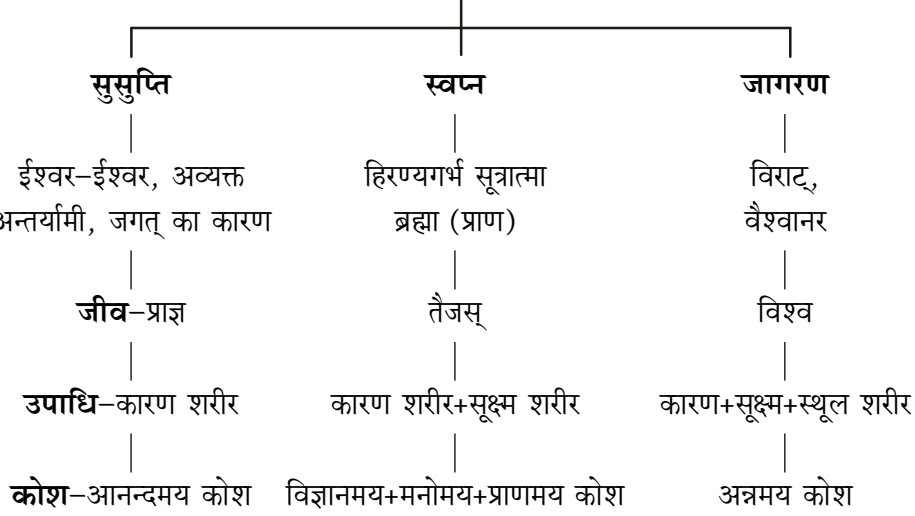 सुसुप्ति स्वप्न जागरण
ईश्वर–ईश्वर, अव्यक्त हिरण्यगर्भ सूत्रात्मा विराट्,
अन्तर्यामी, जगत् का कारण ब्रह्मा (प्राण) वैश्वानर
जीव–प्राज्ञ तैजस् विश्व
उपाधि–कारण शरीर कारण शरीर+सूक्ष्म शरीर कारण+सूक्ष्म+स्थूल शरीर
कोश–आनन्दमय कोश विज्ञानमय+मनोमय+प्राणमय कोश अन्नमय कोश